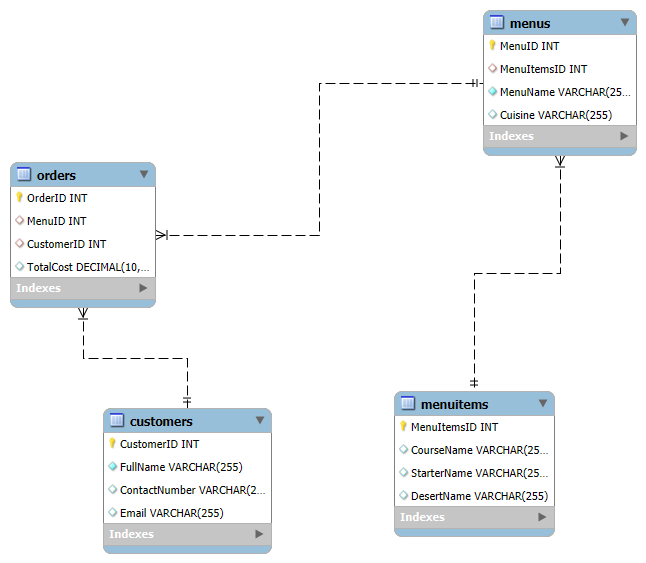 menus
MenuID INT
MenuItemsID INT
MenuName VARCHAR(25...
Cuisine VARCHAR(255)
Indexes
orders
OrderID INT
MenuID INT
CustomerID INT
TotalCost DECIMAL(10,...
Indexes
customers
CustomerID INT
FullName VARCHAR(255)
ContactNumber VARCHAR(2...
Email VARCHAR(255)
Indexes
menuitems
MenuItemsID INT
CourseName VARCHAR(25...
StarterName VARCHAR(25...
DesertName VARCHAR(255)
Indexes